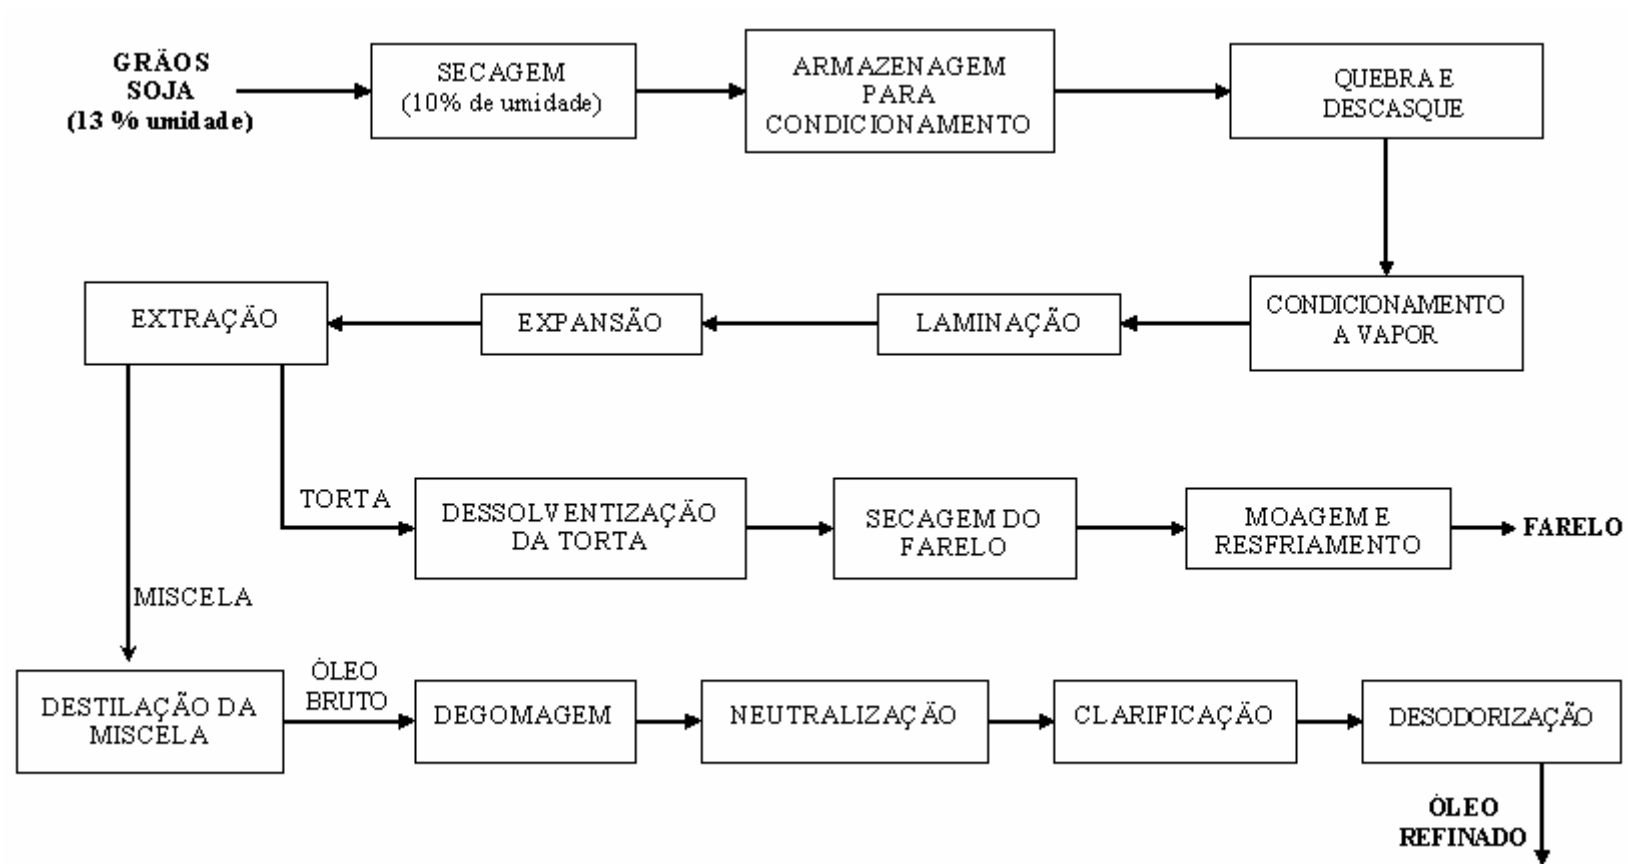 GRÃOS
SOJA
(13 % umidade)
SECAGEM
(10% de umidade)
ARMAZENAGEM
PARA
CONDICIONAMENTO
QUEBRA E
DESCASQUE
EXTRAÇÃO
EXPANSÃO
LAMINAÇÃO
CONDICIONAMENTO
A VAPOR
TORTA
DESSOLVENTIZAÇÃO
DA TORTA
SECAGEM DO
FARELO
MOAGEM E
RESFRIAMENTO
FARELO
MISCELA
DESTILAÇÃO DA
MISCELA
ÓLEO
BRUTO
DEGOMAGEM
NEUTRALIZAÇÃO
CLARIFICAÇÃO
DESODORIZAÇÃO
ÓLEO
REFINADO